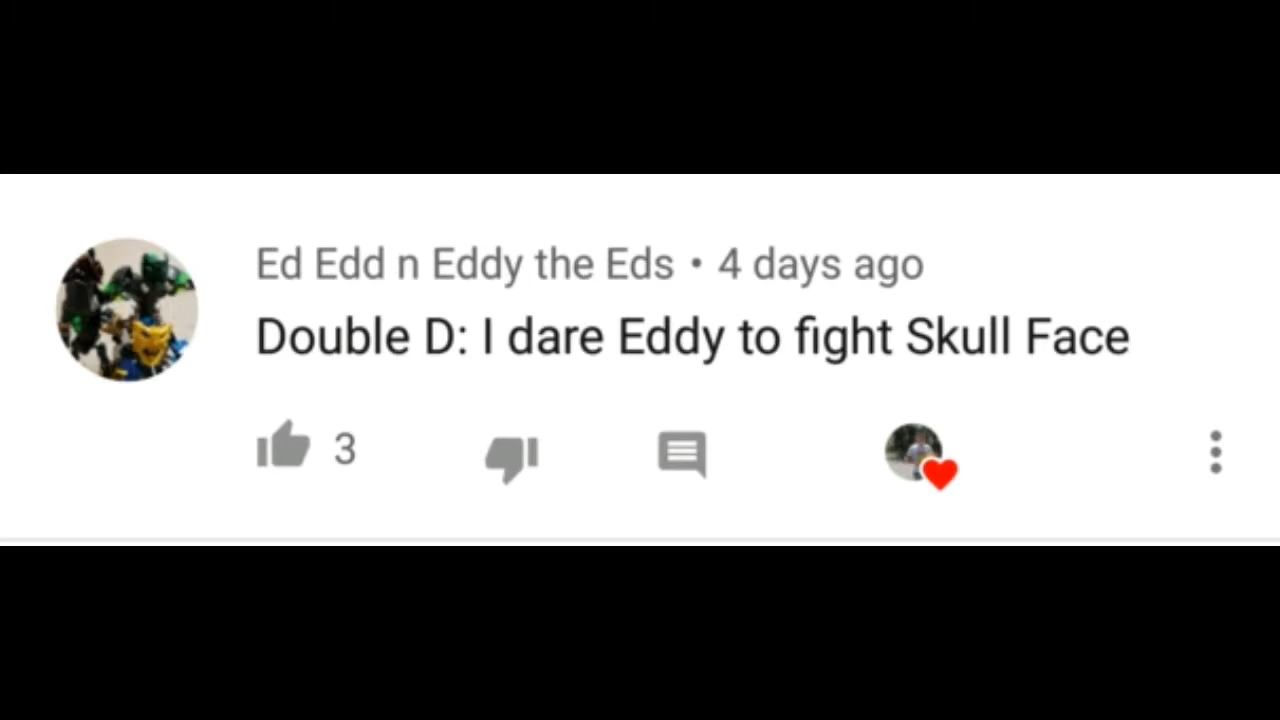 Ed Edd n Eddy the Eds • 4 days ago
Double D: I dare Eddy to fight Skull Face
3